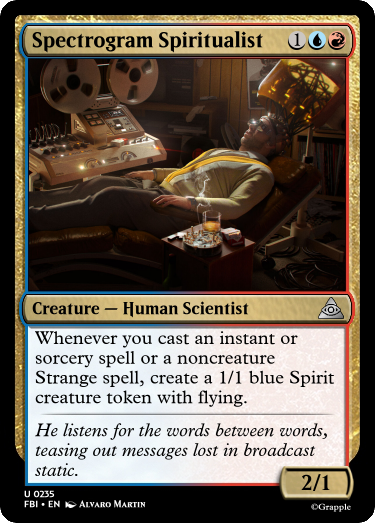 Spectrogram Spiritualist 1
Creature — Human Scientist
Whenever you cast an instant or
sorcery spell or a noncreature
Strange spell, create a 1/1 blue Spirit
creature token with flying.
He listens for the words between words,
teasing out messages lost in broadcast
static.
2/1
U 0235
FBI • EN Alvaro Martin
©Grapple